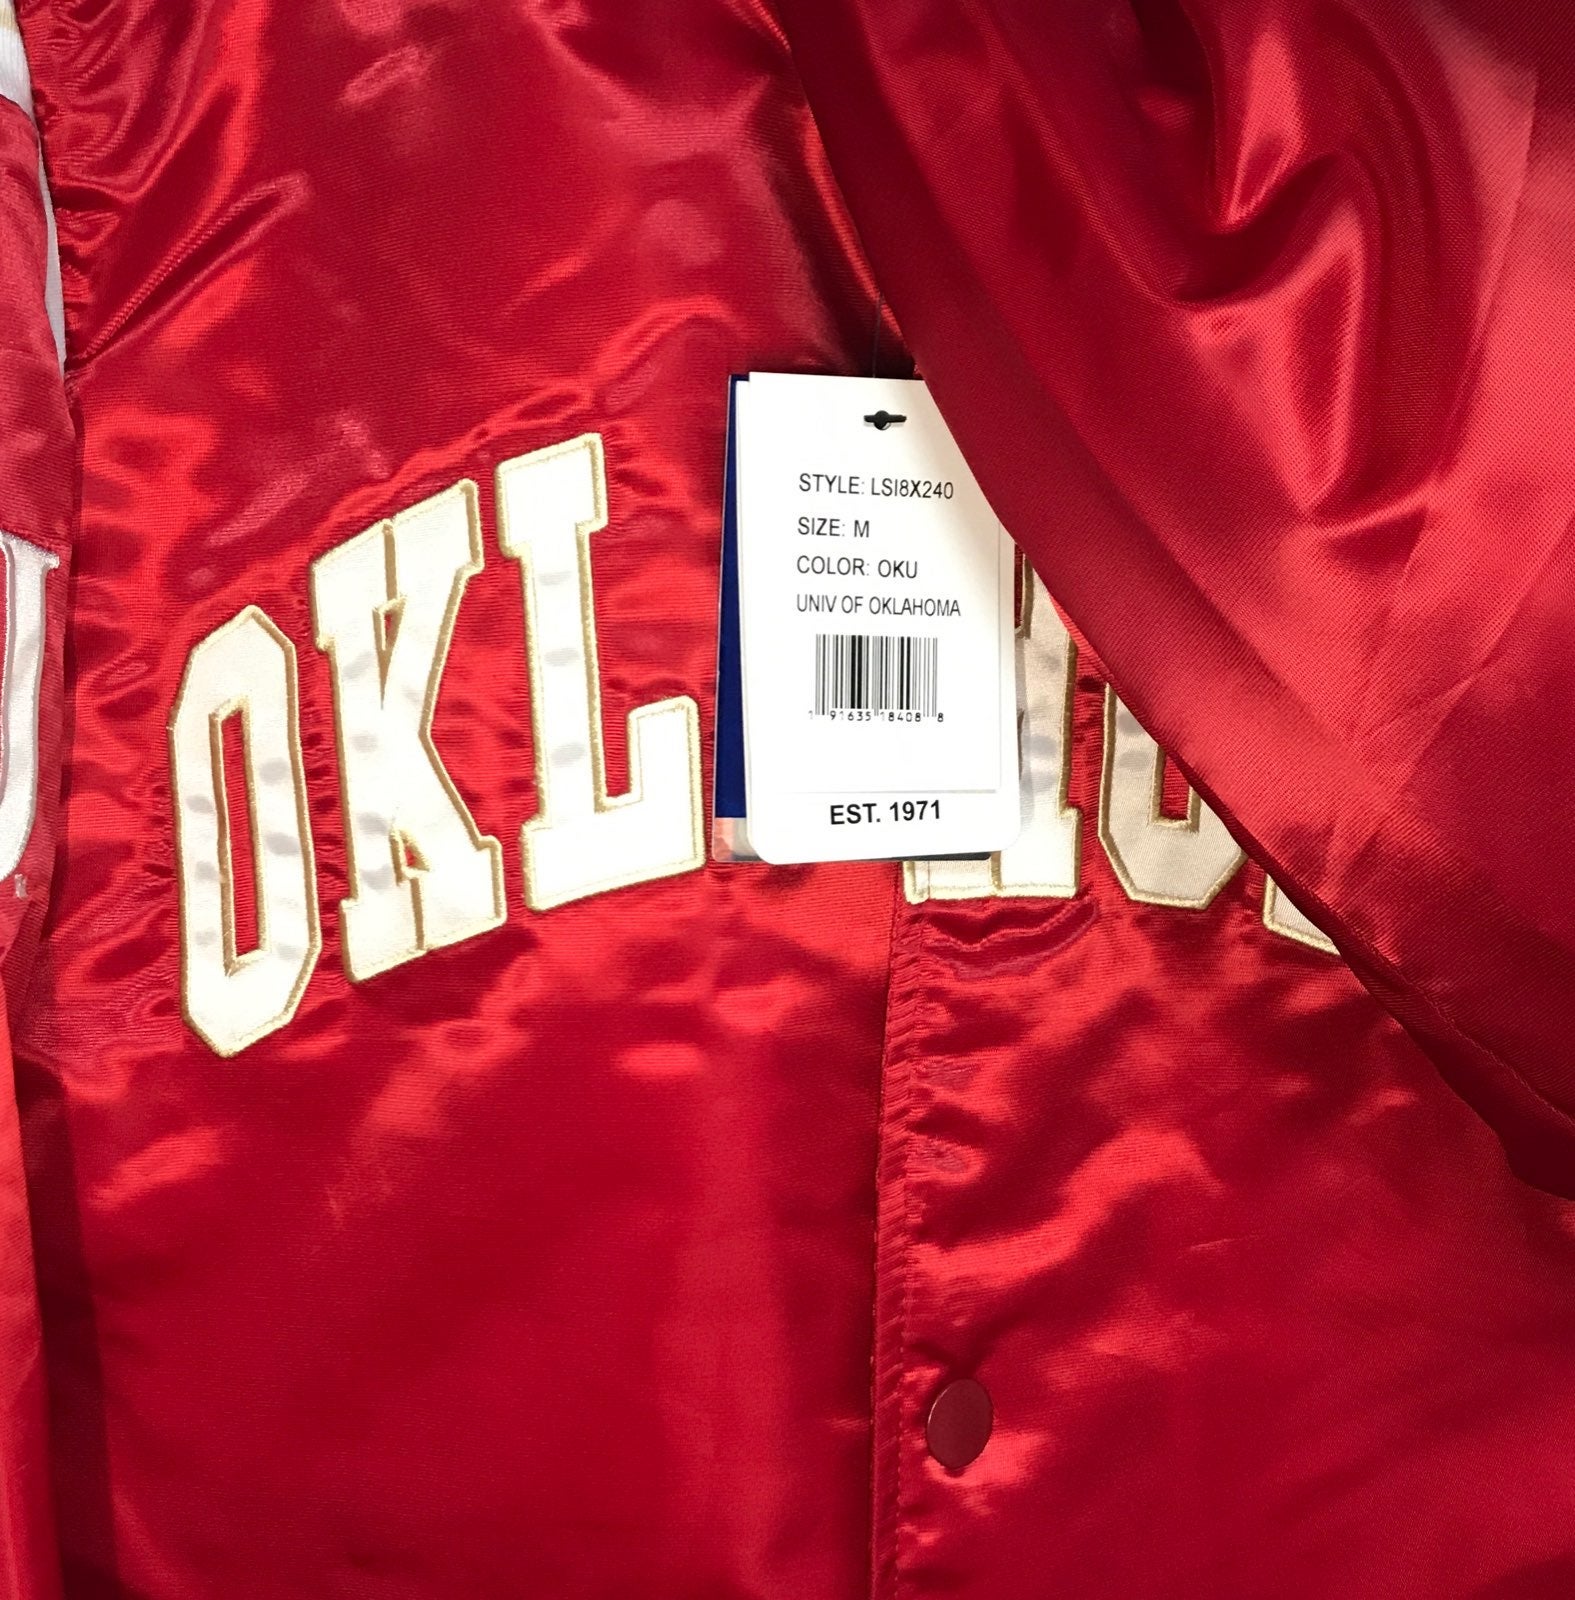 OKL
STYLE: LSI8X240
SIZE: M
COLOR: OKU
UNIV OF OKLAHOMA
1 91635 18408 8
EST. 1971